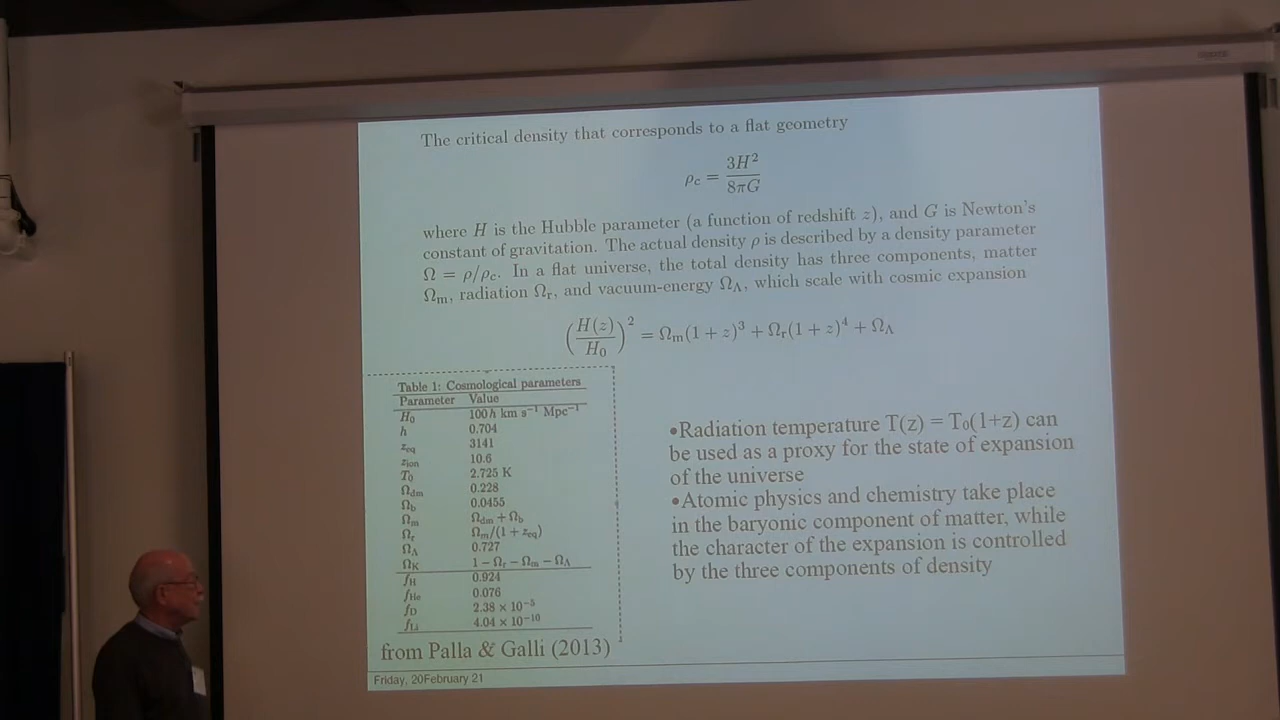 The critical density that corresponds to a flat geometry
ρc = 3H² / 8πG
where H is the Hubble parameter (a function of redshift z), and G is Newton's
constant of gravitation. The actual density ρ is described by a density parameter
Ω = ρ/ρc. In a flat universe, the total density has three components, matter
Ωm, radiation Ωr, and vacuum-energy ΩΛ, which scale with cosmic expansion
(H(z)/H₀)² = Ωm(1 + z)³ + Ωr(1 + z)⁴ + ΩΛ
Table 1: Cosmological parameters
Parameter Value
H₀ 100 h km s⁻¹ Mpc⁻¹
h 0.704
zeq 3141
zion 10.6
T₀ 2.725 K
Ωdm 0.228
Ωb 0.0455
Ωm Ωdm + Ωb
Ωr Ωm/(1 + zeq)
ΩΛ 0.727
ΩK 1 − Ωr − Ωm − ΩΛ
fH 0.924
fHe 0.076
fD 2.38 × 10⁻⁵
fLi 4.04 × 10⁻¹⁰
from Palla & Galli (2013)
•Radiation temperature T(z) = T₀(1+z) can
be used as a proxy for the state of expansion
of the universe
•Atomic physics and chemistry take place
in the baryonic component of matter, while
the character of the expansion is controlled
by the three components of density
Friday, 20February 21